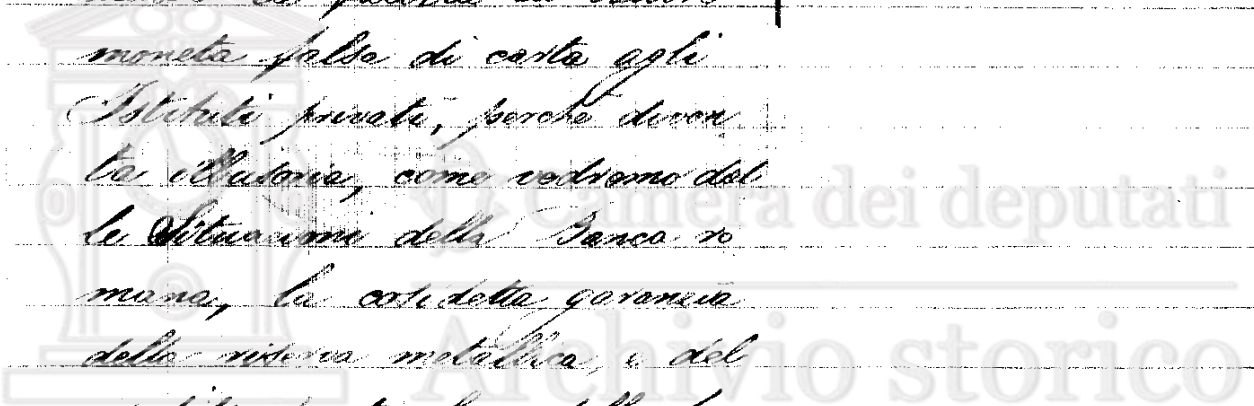 moneta falsa di carta agli
Istituti privati, perchè diven
ta illusoria, come vedremo dal
le Situazioni della Banca ro
mana, la cosidetta garanzia
della riserva metallica, e del
Camera dei deputati
Archivio storico